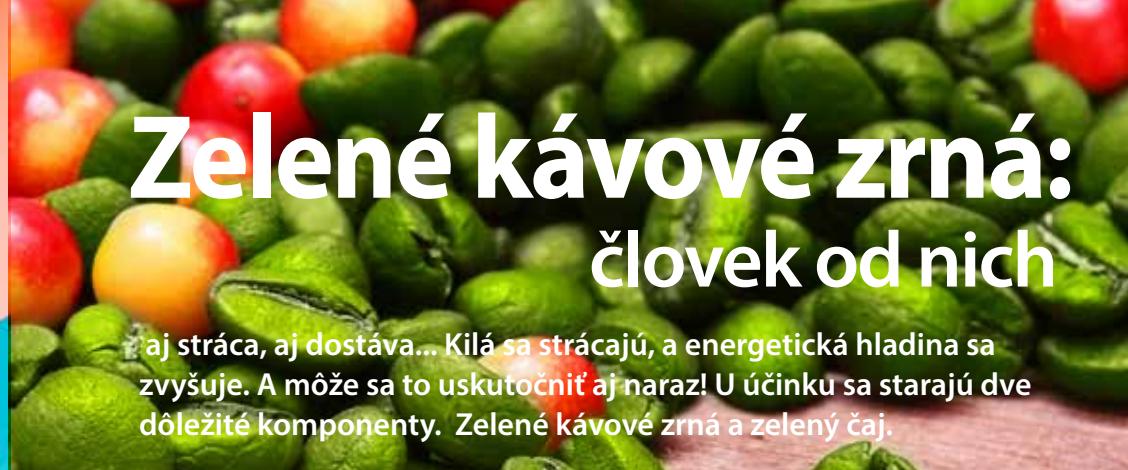 Zelené kávové zrná:
človek od nich
aj stráca, aj dostáva... Kilá sa strácajú, a energetická hladina sa
zvyšuje. A môže sa to uskutočniť aj naraz! U účinku sa starajú dve
dôležité komponenty. Zelené kávové zrná a zelený čaj.